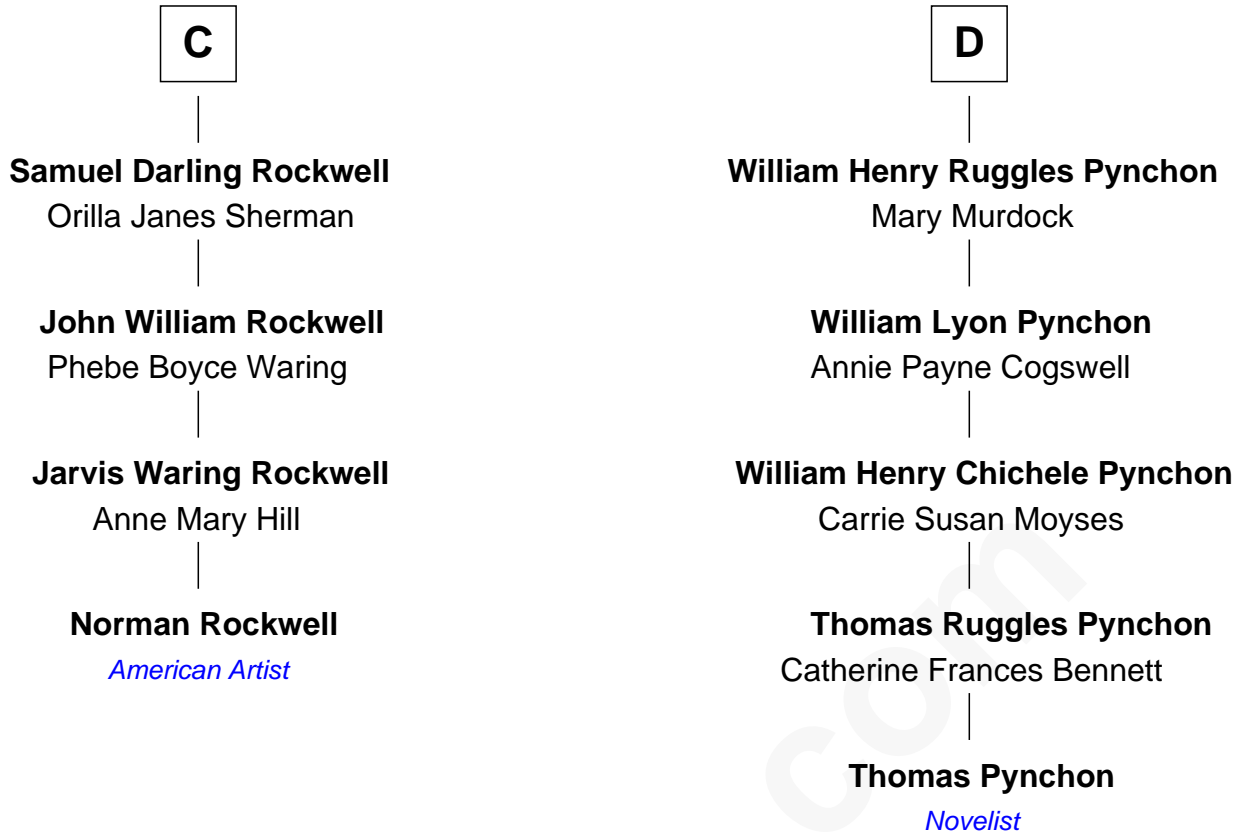 C
Samuel Darling Rockwell
Orilla Janes Sherman
John William Rockwell
Phebe Boyce Waring
Jarvis Waring Rockwell
Anne Mary Hill
Norman Rockwell
American Artist
D
William Henry Ruggles Pynchon
Mary Murdock
William Lyon Pynchon
Annie Payne Cogswell
William Henry Chichele Pynchon
Carrie Susan Moyses
Thomas Ruggles Pynchon
Catherine Frances Bennett
Thomas Pynchon
Novelist
com